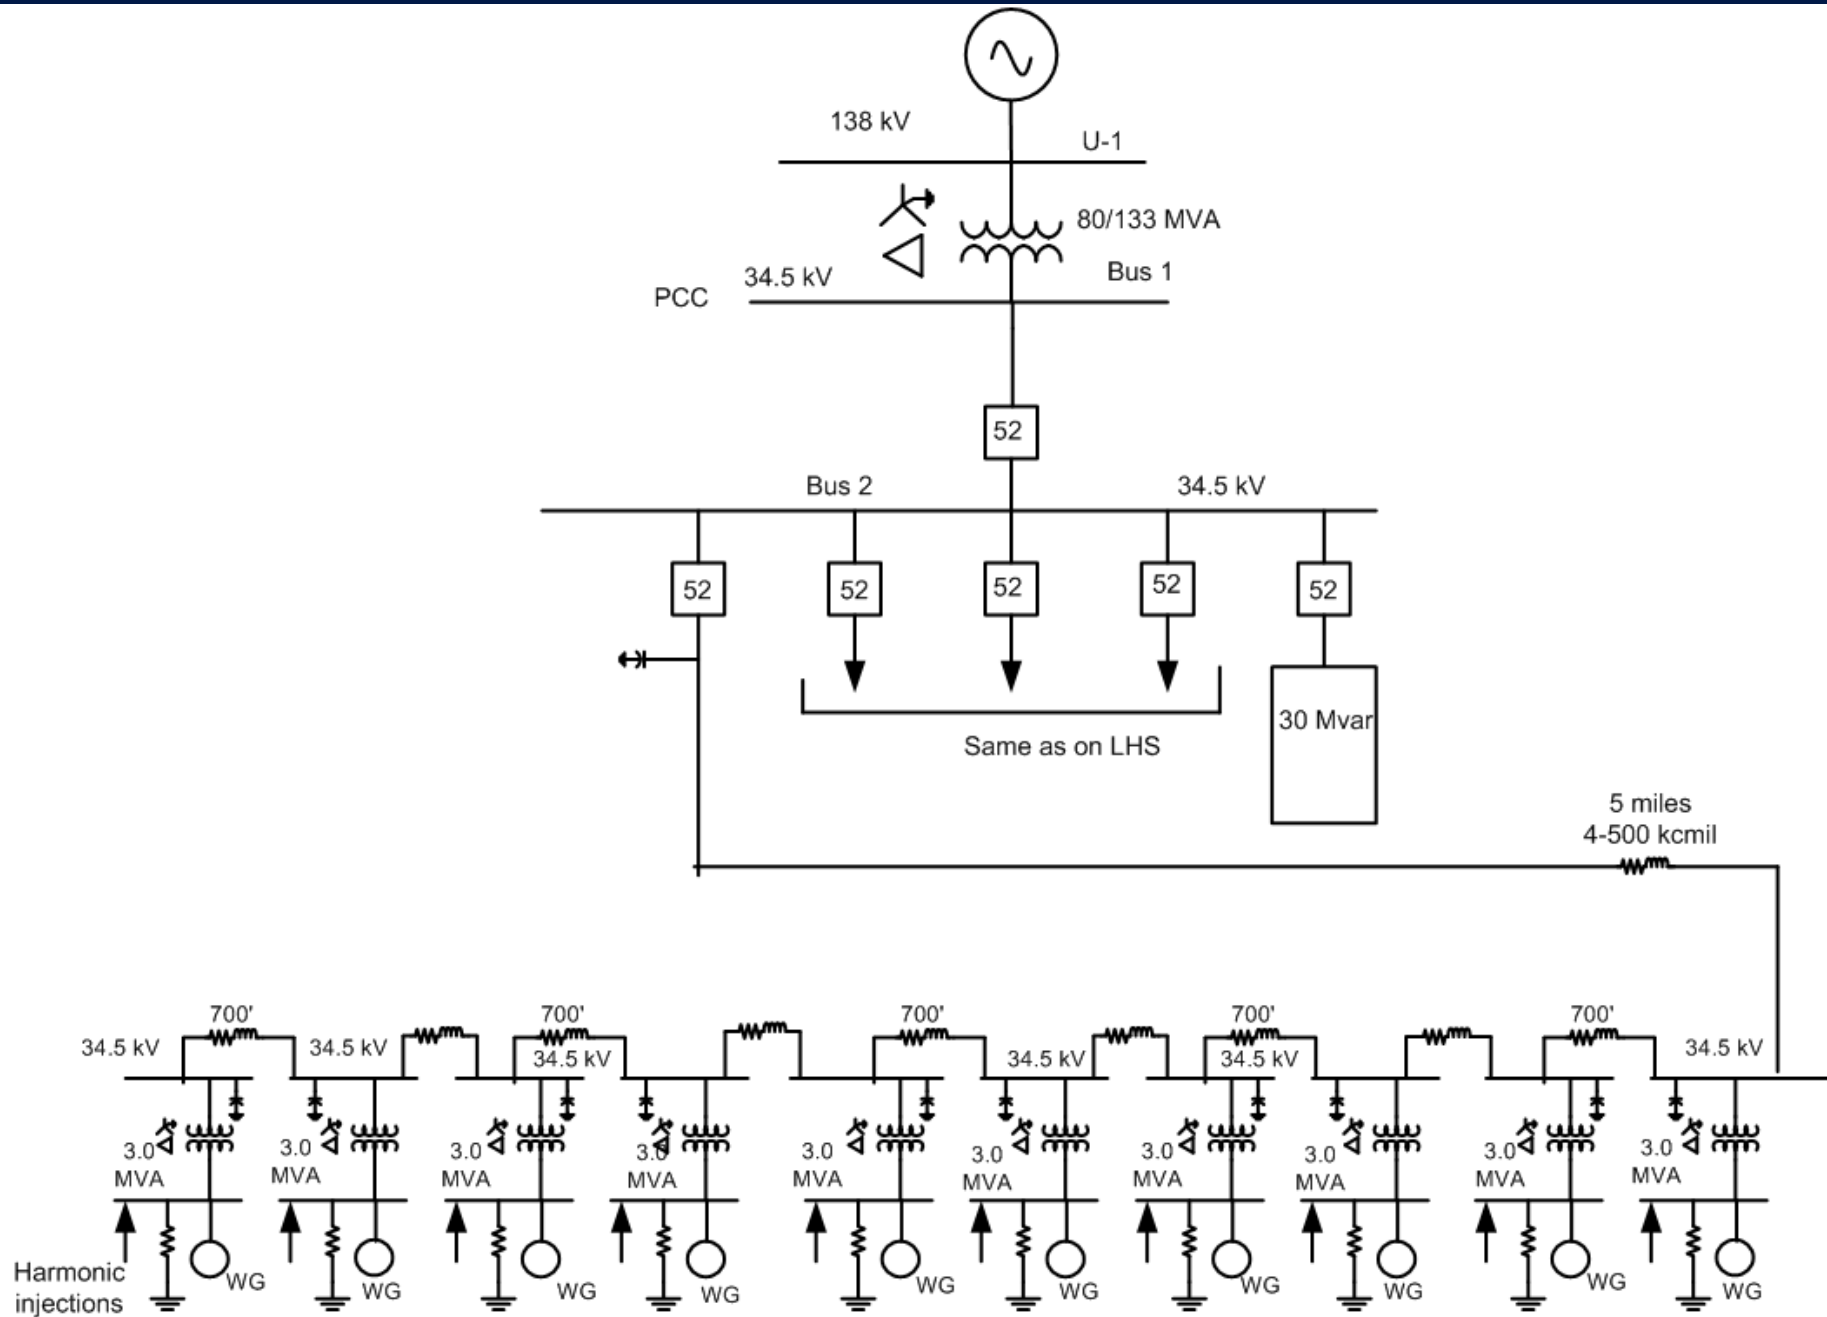 138 kV
U-1
80/133 MVA
34.5 kV
Bus 1
PCC
52
Bus 2
34.5 kV
52
52
52
52
52
30 Mvar
Same as on LHS
5 miles
4-500 kcmil
700'
700'
700'
700'
700'
34.5 kV
34.5 kV
34.5 kV
34.5 kV
34.5 kV
34.5 kV
3.0
MVA
3.0
MVA
3.0
MVA
3.0
MVA
3.0
MVA
3.0
MVA
3.0
MVA
3.0
MVA
3.0
MVA
3.0
MVA
Harmonic
injections
WG
WG
WG
WG
WG
WG
WG
WG
WG
WG